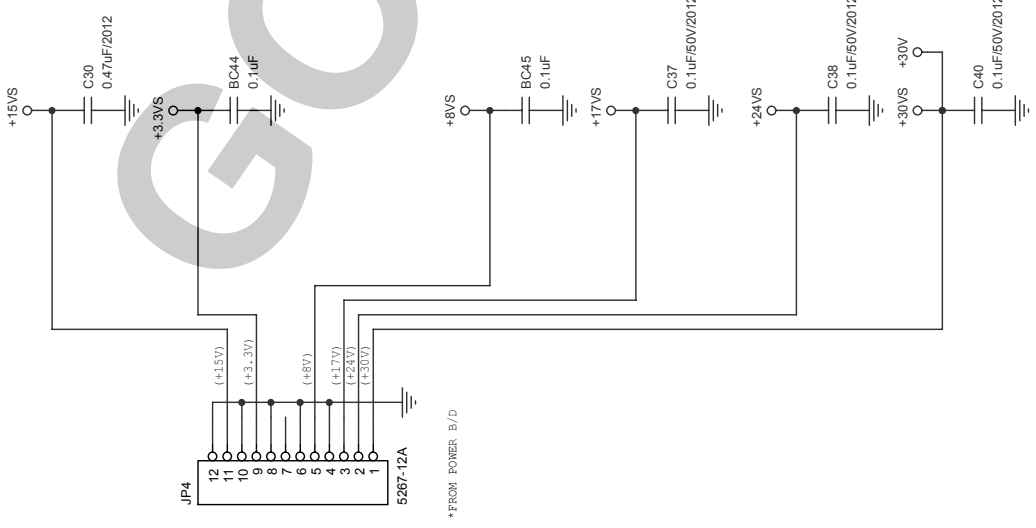 +15VS
C30
0.47uF/2012
+3.3VS
BC44
0.1uF
+8VS
BC45
0.1uF
+17VS
C37
0.1uF/50V/2012
+24VS
C38
0.1uF/50V/2012
+30VS
+30V
C40
0.1uF/50V/2012
(+15V)
(+3.3V)
(+8V)
(+17V)
(+24V)
(+30V)
JP4
12
11
10
9
8
7
6
5
4
3
2
1
5267-12A
*FROM POWER B/D